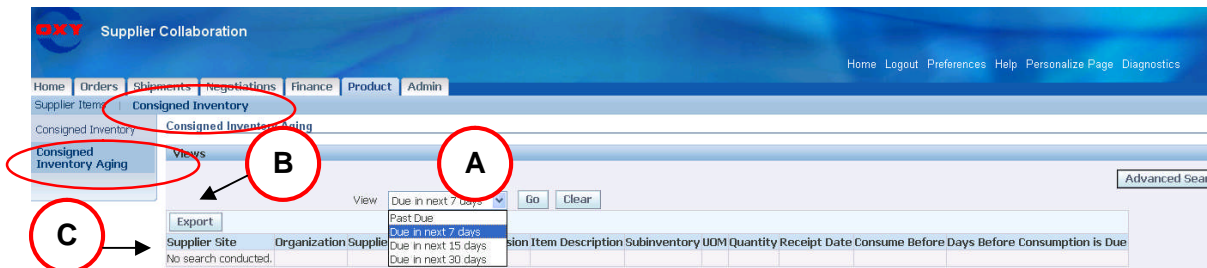 OXY Supplier Collaboration
Home Logout Preferences Help Personalize Page Diagnostics
Home Orders Shipments Negotiations Finance Product Admin
Supplier Items | Consigned Inventory
Consigned Inventory
Consigned Inventory Aging
Consigned
Inventory Aging
Views
B
A
Advanced Sear
View Due in next 7 days Go Clear
Export
Past Due
Due in next 7 days
Due in next 15 days
Due in next 30 days
C
Supplier Site Organization Supplie sion Item Description Subinventory UOM Quantity Receipt Date Consume Before Days Before Consumption is Due
No search conducted.